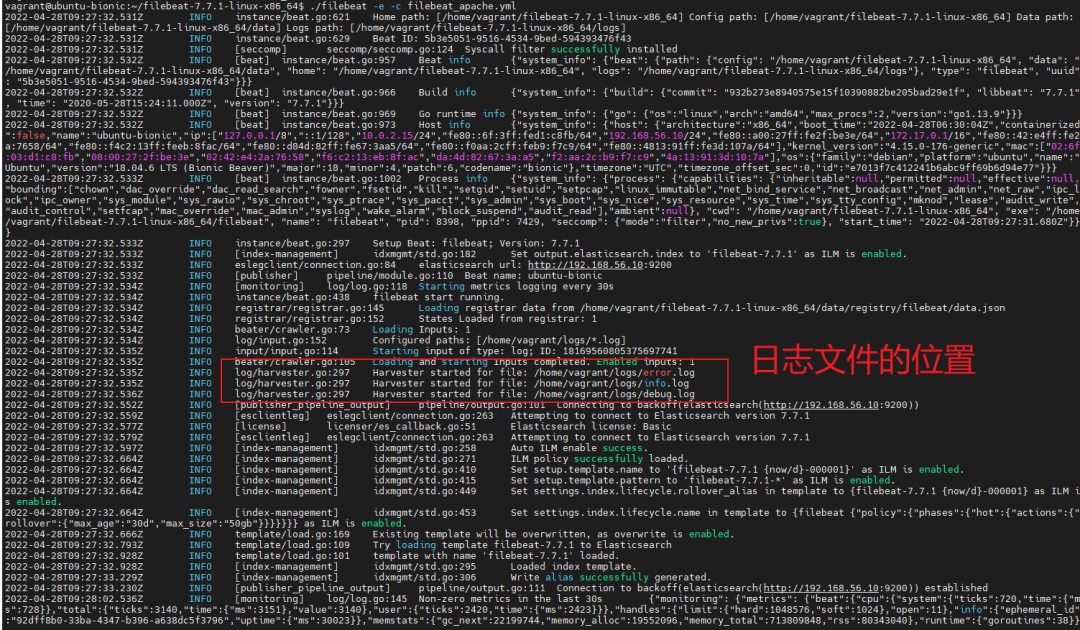 vagrant@ubuntu-bionic:~/filebeat-7.7.1-linux-x86_64$ ./filebeat -e -c filebeat_apache.yml
2022-04-28T09:27:32.531Z INFO instance/beat.go:621 Home path: [/home/vagrant/filebeat-7.7.1-linux-x86_64] Config path: [/home/vagrant/filebeat-7.7.1-linux-x86_64] Data path:
[/home/vagrant/filebeat-7.7.1-linux-x86_64/data] Logs path: [/home/vagrant/filebeat-7.7.1-linux-x86_64/logs]
2022-04-28T09:27:32.531Z INFO instance/beat.go:629 Beat ID: 5b3e5051-9516-4534-9bed-594393476f43
2022-04-28T09:27:32.531Z INFO [seccomp] seccomp/seccomp.go:124 Syscall filter successfully installed
2022-04-28T09:27:32.532Z INFO [beat] instance/beat.go:957 Beat info {"system_info": {"beat": {"path": {"config": "/home/vagrant/filebeat-7.7.1-linux-x86_64", "data": "
/home/vagrant/filebeat-7.7.1-linux-x86_64/data", "home": "/home/vagrant/filebeat-7.7.1-linux-x86_64", "logs": "/home/vagrant/filebeat-7.7.1-linux-x86_64/logs"}, "type": "filebeat", "uuid"
: "5b3e5051-9516-4534-9bed-594393476f43"}}}
2022-04-28T09:27:32.532Z INFO [beat] instance/beat.go:966 Build info {"system_info": {"build": {"commit": "932b273e8940575e15f10390882be205bad29e1f", "libbeat": "7.7.1"
, "time": "2020-05-28T15:24:11.000Z", "version": "7.7.1"}}}
2022-04-28T09:27:32.532Z INFO [beat] instance/beat.go:969 Go runtime info {"system_info": {"go": {"os":"linux","arch":"amd64","max_procs":2,"version":"go1.13.9"}}}
2022-04-28T09:27:32.532Z INFO [beat] instance/beat.go:973 Host info {"system_info": {"host": {"architecture":"x86_64","boot_time":"2022-04-28T06:30:04Z","containerized
":false,"name":"ubuntu-bionic","ip":["127.0.0.1/8","::1/128","10.0.2.15/24","fe80::6f:3fff:fed1:c8fb/64","192.168.56.10/24","fe80::a00:27ff:fe2f:be3e/64","172.17.0.1/16","fe80::42:e4ff:fe2
a:7658/64","fe80::f4c2:13ff:feeb:8fac/64","fe80::d84d:82ff:fe67:3aa5/64","fe80::f0aa:2cff:feb9:f7c9/64","fe80::4813:91ff:fe3d:107a/64"],"kernel_version":"4.15.0-176-generic","mac":["02:6f
:03:d1:c8:fb","08:00:27:2f:be:3e","02:42:e4:2a:76:58","f6:c2:13:eb:8f:ac","da:4d:82:67:3a:a5","f2:aa:2c:b9:f7:c9","4a:13:91:3d:10:7a"],"os":{"family":"debian","platform":"ubuntu","name":"
Ubuntu","version":"18.04.6 LTS (Bionic Beaver)","major":18,"minor":4,"patch":6,"codename":"bionic"},"timezone":"UTC","timezone_offset_sec":0,"id":
2022-04-28T09:27:32.533Z INFO [beat] instance/beat.go:1002 Process info {"system_info": {"process": {"capabilities": {"inheritable":null,"permitted":null,"effective":null,
"bounding":["chown","dac_override","dac_read_search","fowner","fsetid","kill","setgid","setuid","setpcap","linux_immutable","net_bind_service","net_broadcast","net_admin","net_raw","ipc_l
ock","ipc_owner","sys_module","sys_rawio","sys_chroot","sys_ptrace","sys_pacct","sys_admin","sys_boot","sys_nice","sys_resource","sys_time","sys_tty_config","mknod","lease","audit_write",
"audit_control","setfcap","mac_override","mac_admin","syslog","wake_alarm","block_suspend","audit_read"],"ambient":null}, "cwd": "/home/vagrant/filebeat-7.7.1-linux-x86_64", "exe": "/home
/vagrant/filebeat-7.7.1-linux-x86_64/filebeat", "name": "filebeat", "pid": 8398, "ppid": 7429, "seccomp": {"mode":"filter","no_new_privs":true}, "start_time": "2022-04-28T09:27:31.680Z"}}
}
2022-04-28T09:27:32.533Z INFO instance/beat.go:297 Setup Beat: filebeat; Version: 7.7.1
2022-04-28T09:27:32.533Z INFO [index-management] idxmgmt/std.go:182 Set output.elasticsearch.index to 'filebeat-7.7.1' as ILM is enabled.
2022-04-28T09:27:32.533Z INFO eslegclient/connection.go:84 elasticsearch url: http://192.168.56.10:9200
2022-04-28T09:27:32.534Z INFO [publisher] pipeline/module.go:110 Beat name: ubuntu-bionic
2022-04-28T09:27:32.534Z INFO [monitoring] log/log.go:118 Starting metrics logging every 30s
2022-04-28T09:27:32.534Z INFO instance/beat.go:438 filebeat start running.
2022-04-28T09:27:32.534Z INFO registrar/registrar.go:145 Loading registrar data from /home/vagrant/filebeat-7.7.1-linux-x86_64/data/registry/filebeat/data.json
2022-04-28T09:27:32.534Z INFO registrar/registrar.go:152 States Loaded from registrar: 1
2022-04-28T09:27:32.534Z INFO beater/crawler.go:73 Loading Inputs: 1
2022-04-28T09:27:32.534Z INFO log/input.go:152 Configured paths: [/home/vagrant/logs/*.log]
2022-04-28T09:27:32.535Z INFO input/input.go:114 Starting input of type: log; ID: 18169560805375697741
2022-04-28T09:27:32.535Z INFO beater/crawler.go:105 Loading and starting Inputs completed. Enabled inputs: 1
2022-04-28T09:27:32.535Z INFO log/harvester.go:297 Harvester started for file: /home/vagrant/logs/error.log
2022-04-28T09:27:32.535Z INFO log/harvester.go:297 Harvester started for file: /home/vagrant/logs/info.log
2022-04-28T09:27:32.536Z INFO log/harvester.go:297 Harvester started for file: /home/vagrant/logs/debug.log
日志文件的位置
2022-04-28T09:27:32.552Z INFO [publisher_pipeline_output] pipeline/output.go:101 Connecting to backoff(elasticsearch(http://192.168.56.10:9200))
2022-04-28T09:27:32.559Z INFO [esclientleg] eslegclient/connection.go:263 Attempting to connect to Elasticsearch version 7.7.1
2022-04-28T09:27:32.577Z INFO [license] licenser/es_callback.go:51 Elasticsearch license: Basic
2022-04-28T09:27:32.577Z INFO [esclientleg] eslegclient/connection.go:263 Attempting to connect to Elasticsearch version 7.7.1
2022-04-28T09:27:32.664Z INFO [index-management] idxmgmt/std.go:258 Auto ILM enable success.
2022-04-28T09:27:32.664Z INFO [index-management] idxmgmt/std.go:271 ILM policy successfully loaded.
2022-04-28T09:27:32.664Z INFO [index-management] idxmgmt/std.go:410 Set setup.template.name to '{filebeat-7.7.1 {now/d}-000001}' as ILM is enabled.
2022-04-28T09:27:32.664Z INFO [index-management] idxmgmt/std.go:415 Set setup.template.pattern to 'filebeat-7.7.1-*' as ILM is enabled.
2022-04-28T09:27:32.664Z INFO [index-management] idxmgmt/std.go:449 Set settings.index.lifecycle.rollover_alias in template to {filebeat-7.7.1 {now/d}-000001} as ILM i
s enabled.
2022-04-28T09:27:32.664Z INFO [index-management] idxmgmt/std.go:453 Set settings.index.lifecycle.name in template to {filebeat {"policy":{"phases":{"hot":{"actions":{"
rollover":{"max_age":"30d","max_size":"50gb"}}}}}}} as ILM is enabled.
2022-04-28T09:27:32.666Z INFO template/load.go:169 Existing template will be overwritten, as overwrite is enabled.
2022-04-28T09:27:32.793Z INFO template/load.go:109 Try loading template filebeat-7.7.1 to Elasticsearch
2022-04-28T09:27:32.928Z INFO template/load.go:101 template with name 'filebeat-7.7.1' loaded.
2022-04-28T09:27:32.928Z INFO [index-management] idxmgmt/std.go:295 Loaded index template.
2022-04-28T09:27:33.229Z INFO [index-management] idxmgmt/std.go:306 Write alias successfully generated.
2022-04-28T09:27:33.230Z INFO [publisher_pipeline_output] pipeline/output.go:111 Connection to backoff(elasticsearch(http://192.168.56.10:9200)) established
2022-04-28T09:28:02.536Z INFO [monitoring] log/log.go:145 Non-zero metrics in the last 30s {"monitoring": {"metrics": {"beat":{"cpu":{"system":{"ticks":720,"time":{"m
s":728}},"total":{"ticks":3140,"time":{"ms":3151},"value":3140},"user":{"ticks":2420,"time":{"ms":2423}}},"handles":{"limit":{"hard":1048576,"soft":1024},"open":11},"info":{"ephemeral_id"
:"92dff8b0-33ba-4347-b396-a638dc5f3796","uptime":{"ms":30023}},"memstats":{"gc_next":22199744,"memory_alloc":19552096,"memory_total":713809848,"rss":80343040},"runtime":{"goroutines":38}}